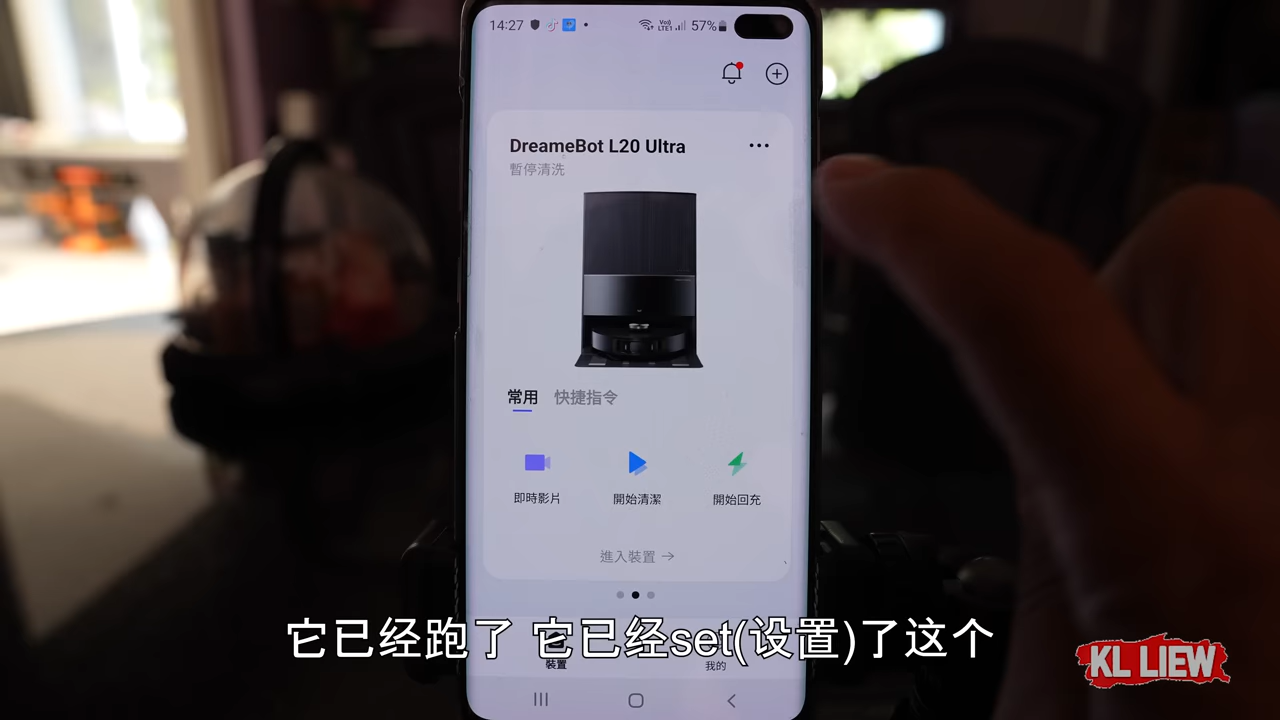 14:27
Vo))
LTE1
57%
DreameBot L20 Ultra
暫停清洗
常用 快捷指令
即時影片 開始清潔 開始回充
進入裝置 →
它已经跑了 它已经set(设置)了这个
裝置 我的
KL LIEW